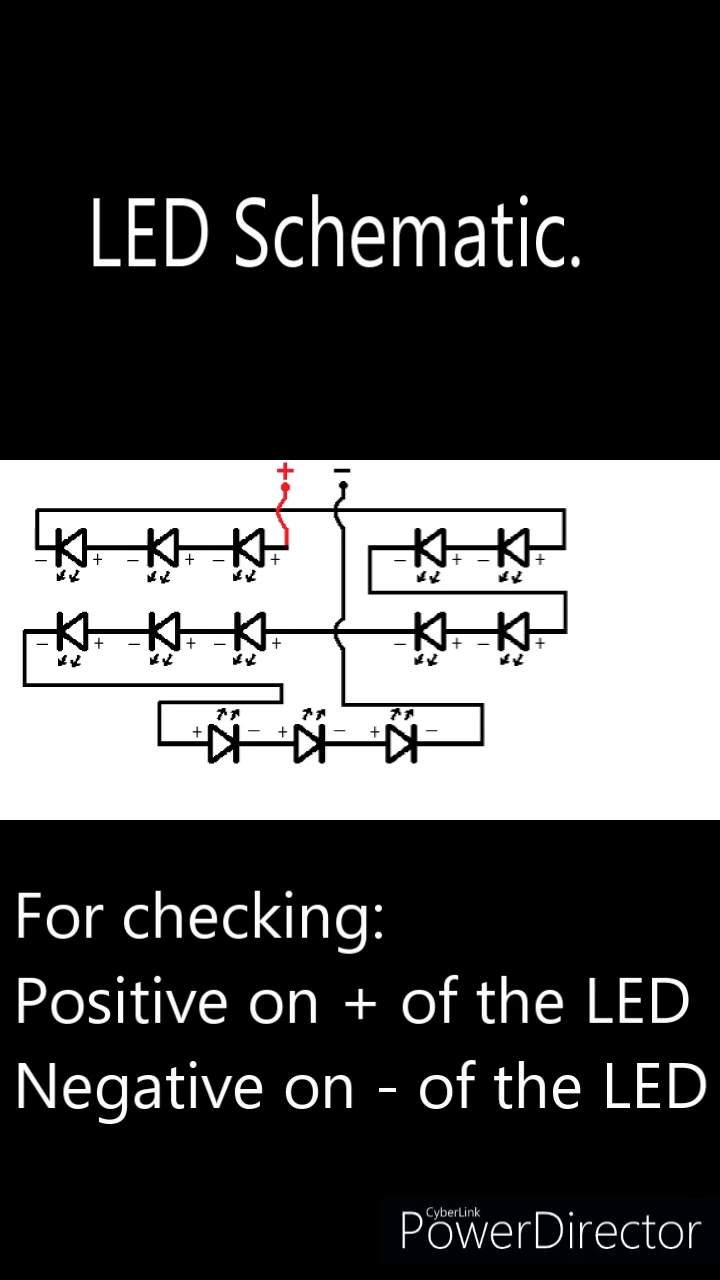 LED Schematic.
+ −
− + − + − + − + − +
− + − + − + − + − +
+ − + − + −
For checking:
Positive on + of the LED
Negative on - of the LED
CyberLink
PowerDirector